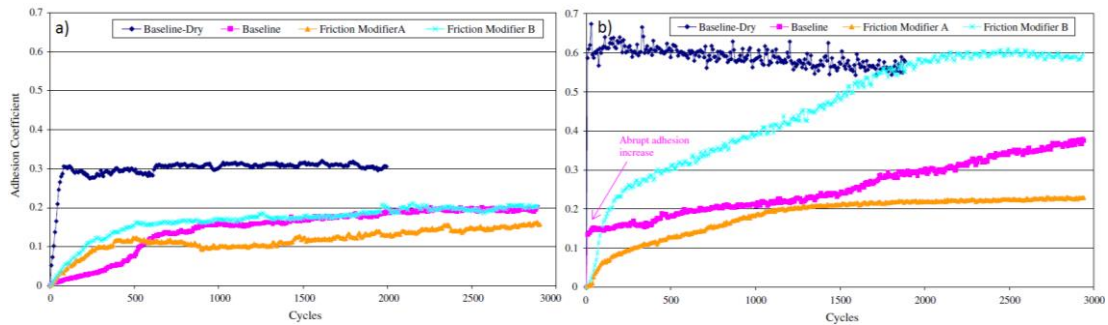 a)
Baseline-Dry Baseline Friction ModifierA Friction Modifier B
0.7
0.6
0.5
0.4
0.3
0.2
0.1
0
Adhesion Coefficient
0 500 1000 1500 2000 2500 3000
Cycles
b)
Baseline-Dry Baseline Friction Modifier A Friction Modifier B
0.7
0.6
0.5
0.4
0.3
0.2
0.1
0
Abrupt adhesion
increase
0 500 1000 1500 2000 2500 3000
Cycles